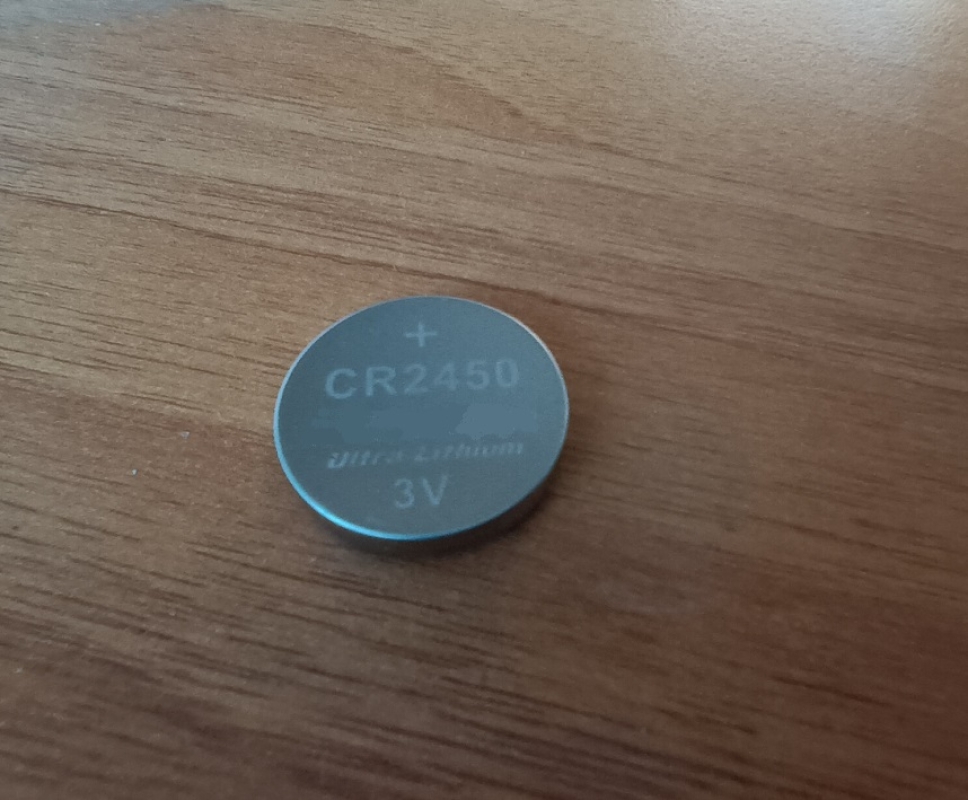 +
CR2450
Ultra Lithium
3V